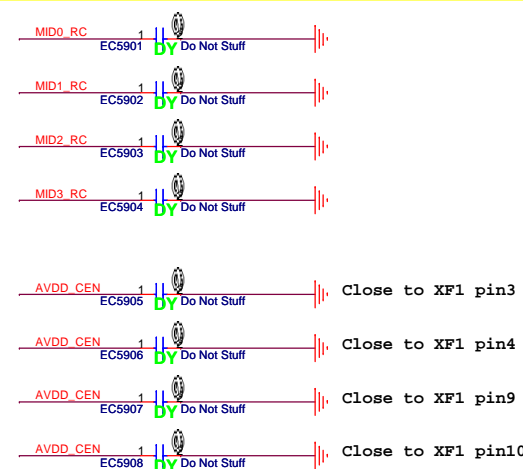 MID0_RC
1
EC5901 DY Do Not Stuff
MID1_RC
1
EC5902 DY Do Not Stuff
MID2_RC
1
EC5903 DY Do Not Stuff
MID3_RC
1
EC5904 DY Do Not Stuff
AVDD_CEN
1
EC5905 DY Do Not Stuff
Close to XF1 pin3
AVDD_CEN
1
EC5906 DY Do Not Stuff
Close to XF1 pin4
AVDD_CEN
1
EC5907 DY Do Not Stuff
Close to XF1 pin9
AVDD_CEN
1
EC5908 DY Do Not Stuff
Close to XF1 pin10